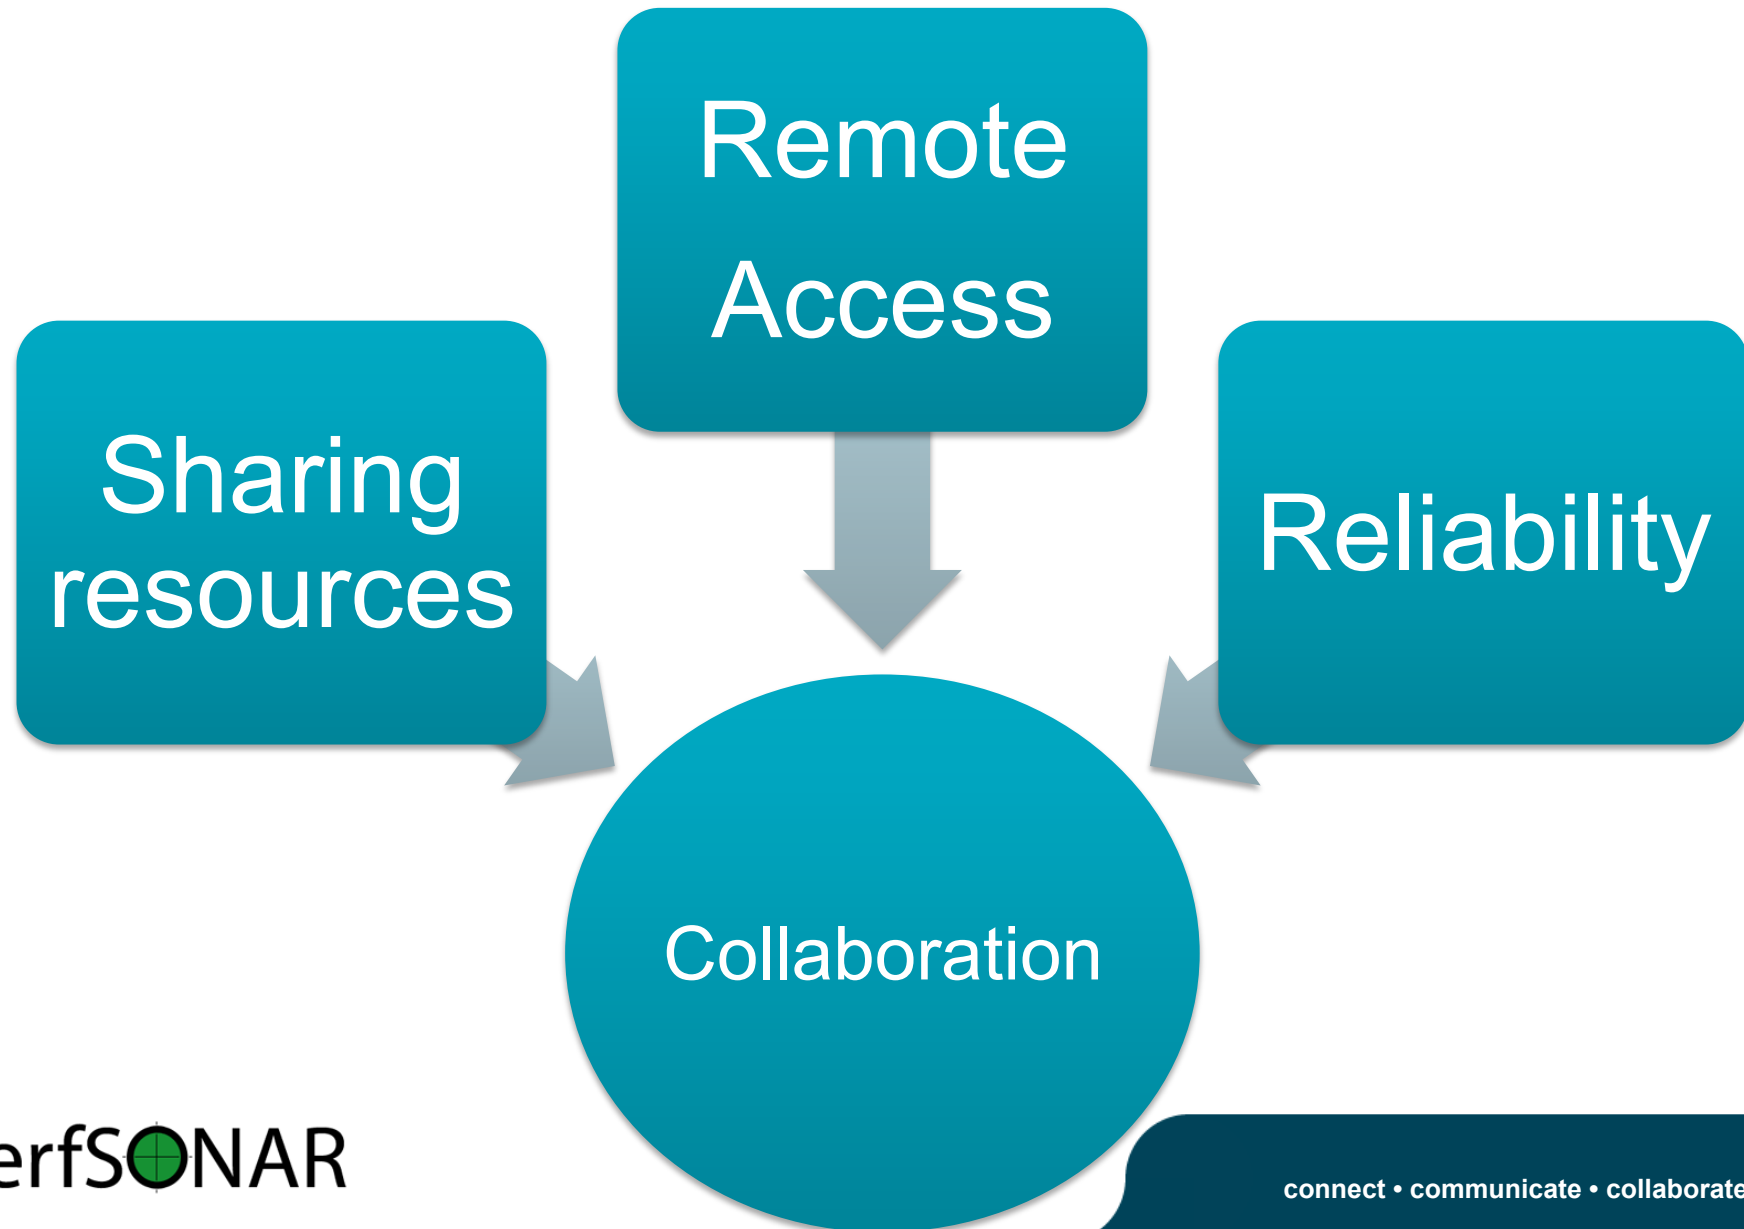 Remote
Access
Sharing
resources
Reliability
Collaboration
erfSONAR
connect • communicate • collaborate